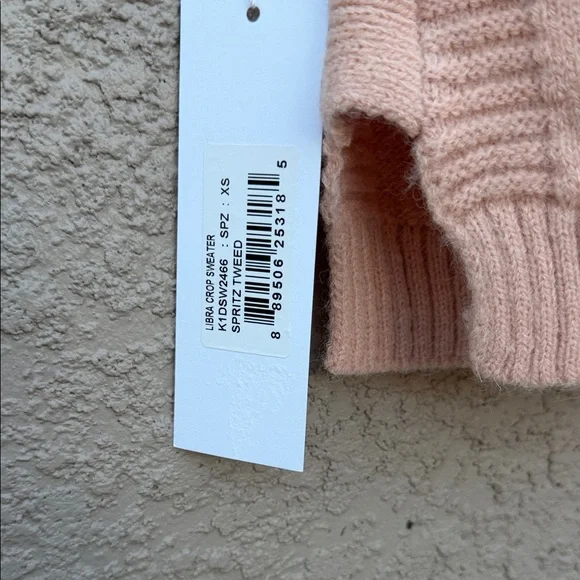 LIBRA CROP SWEATER
K1DSW2466 : SPZ : XS
SPRITZ TWEED
8 89506 25318 5